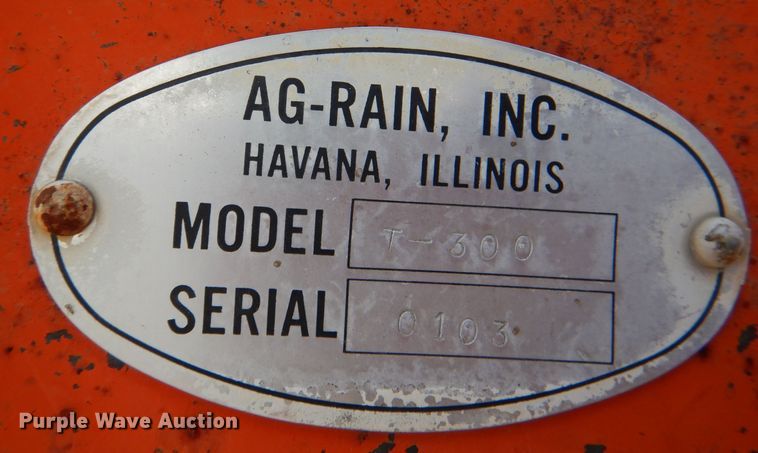 AG-RAIN, INC.
HAVANA, ILLINOIS
MODEL T-300
SERIAL 0103
Purple Wave Auction